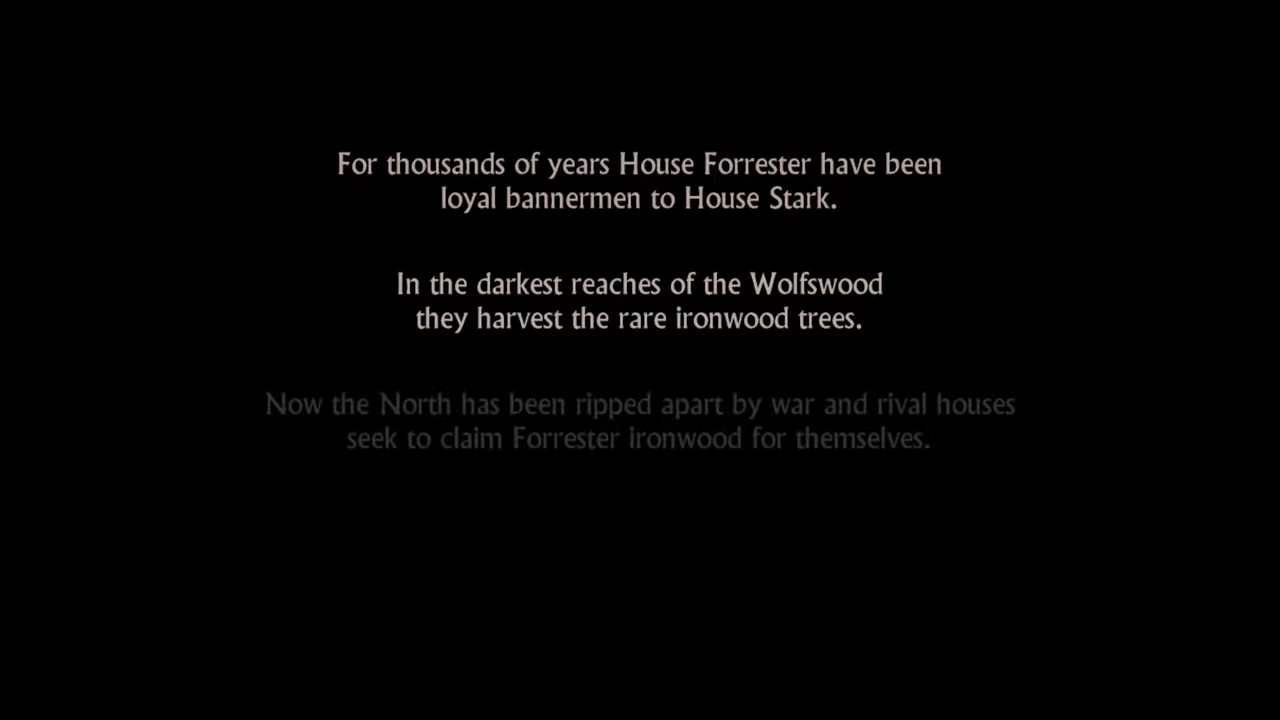 For thousands of years House Forrester have been
loyal bannermen to House Stark.
In the darkest reaches of the Wolfswood
they harvest the rare ironwood trees.
Now the North has been ripped apart by war and rival houses
seek to claim Forrester ironwood for themselves.